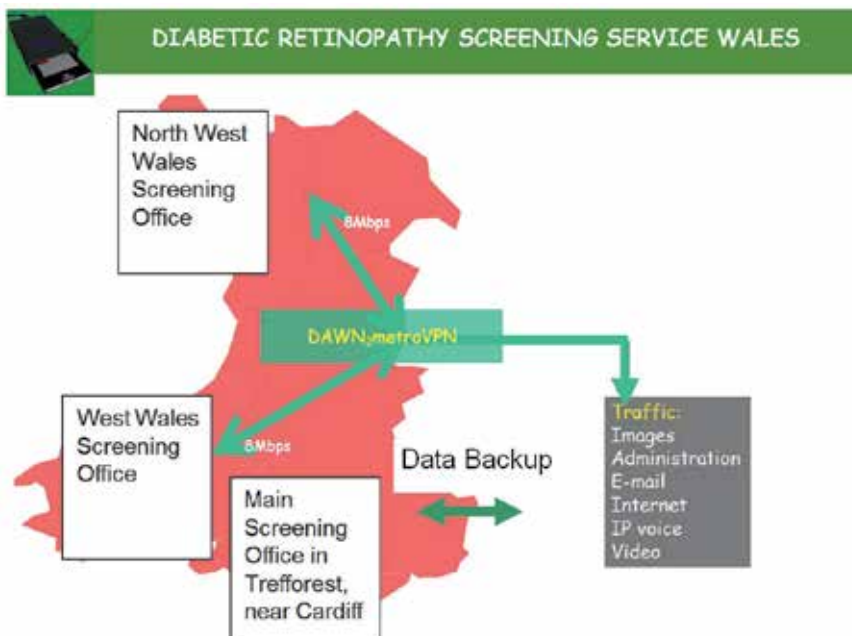 DIABETIC RETINOPATHY SCREENING SERVICE WALES
North West
Wales
Screening
Office
8Mbps
DAWN2metroVPN
West Wales
Screening
Office
8Mbps
Data Backup
Main
Screening
Office in
Trefforest,
near Cardiff
Traffic:
Images
Administration
E-mail
Internet
IP voice
Video